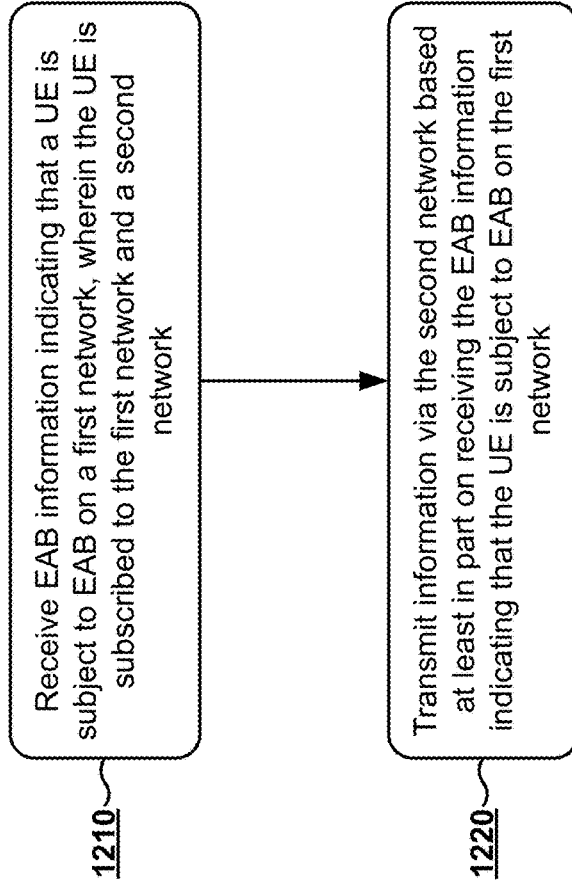 1210
Receive EAB information indicating that a UE is
subject to EAB on a first network, wherein the UE is
subscribed to the first network and a second
network
1220
Transmit information via the second network based
at least in part on receiving the EAB information
indicating that the UE is subject to EAB on the first
network